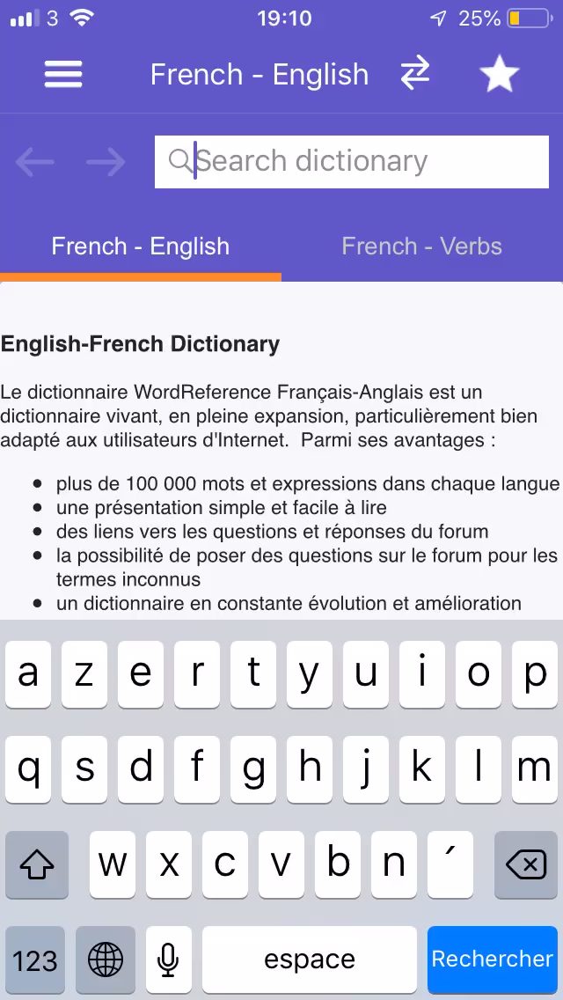 3 19:10 25%
French - English
Search dictionary
French - English French - Verbs
English-French Dictionary
Le dictionnaire WordReference Français-Anglais est un
dictionnaire vivant, en pleine expansion, particulièrement bien
adapté aux utilisateurs d'Internet.  Parmi ses avantages :
plus de 100 000 mots et expressions dans chaque langue
une présentation simple et facile à lire
des liens vers les questions et réponses du forum
la possibilité de poser des questions sur le forum pour les
termes inconnus
un dictionnaire en constante évolution et amélioration
a z e r t y u i o p
q s d f g h j k l m
w x c v b n ´
123 espace Rechercher